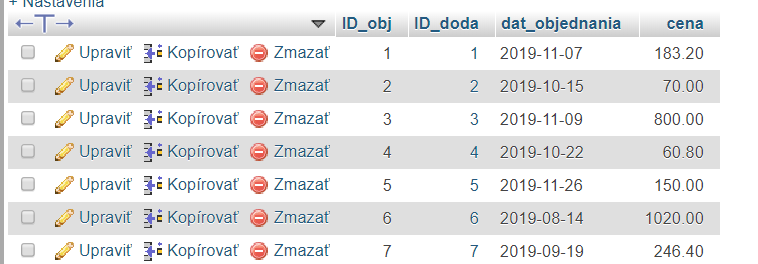 + Nastavenia
ID_obj ID_doda dat_objednania cena
Upraviť Kopírovať Zmazať 1 1 2019-11-07 183.20
Upraviť Kopírovať Zmazať 2 2 2019-10-15 70.00
Upraviť Kopírovať Zmazať 3 3 2019-11-09 800.00
Upraviť Kopírovať Zmazať 4 4 2019-10-22 60.80
Upraviť Kopírovať Zmazať 5 5 2019-11-26 150.00
Upraviť Kopírovať Zmazať 6 6 2019-08-14 1020.00
Upraviť Kopírovať Zmazať 7 7 2019-09-19 246.40